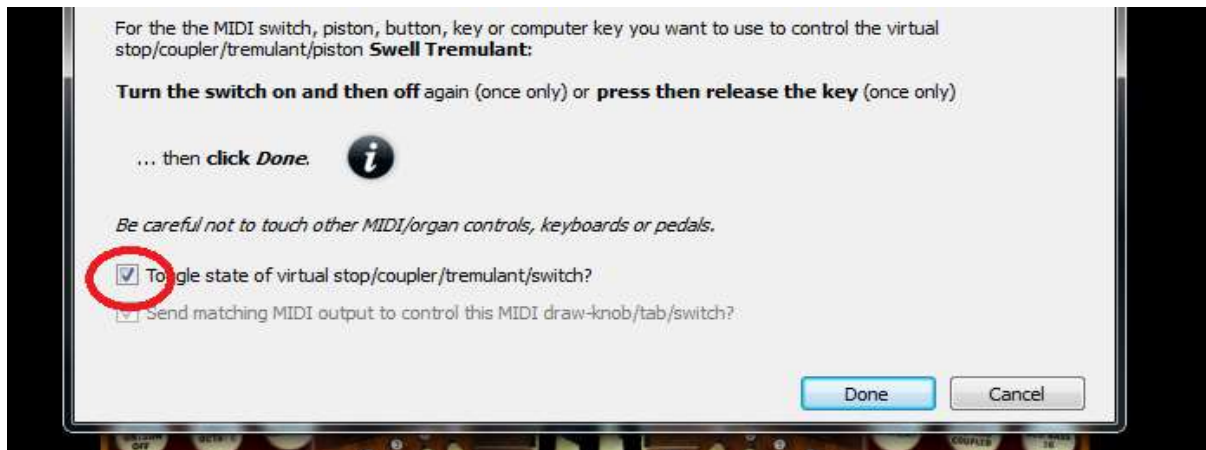 For the the MIDI switch, piston, button, key or computer key you want to use to control the virtual
stop/coupler/tremulant/piston Swell Tremulant:
Turn the switch on and then off again (once only) or press then release the key (once only)
... then click Done.
Be careful not to touch other MIDI/organ controls, keyboards or pedals.
Toggle state of virtual stop/coupler/tremulant/switch?
Send matching MIDI output to control this MIDI draw-knob/tab/switch?
Done Cancel
OFF
COUPLER
16